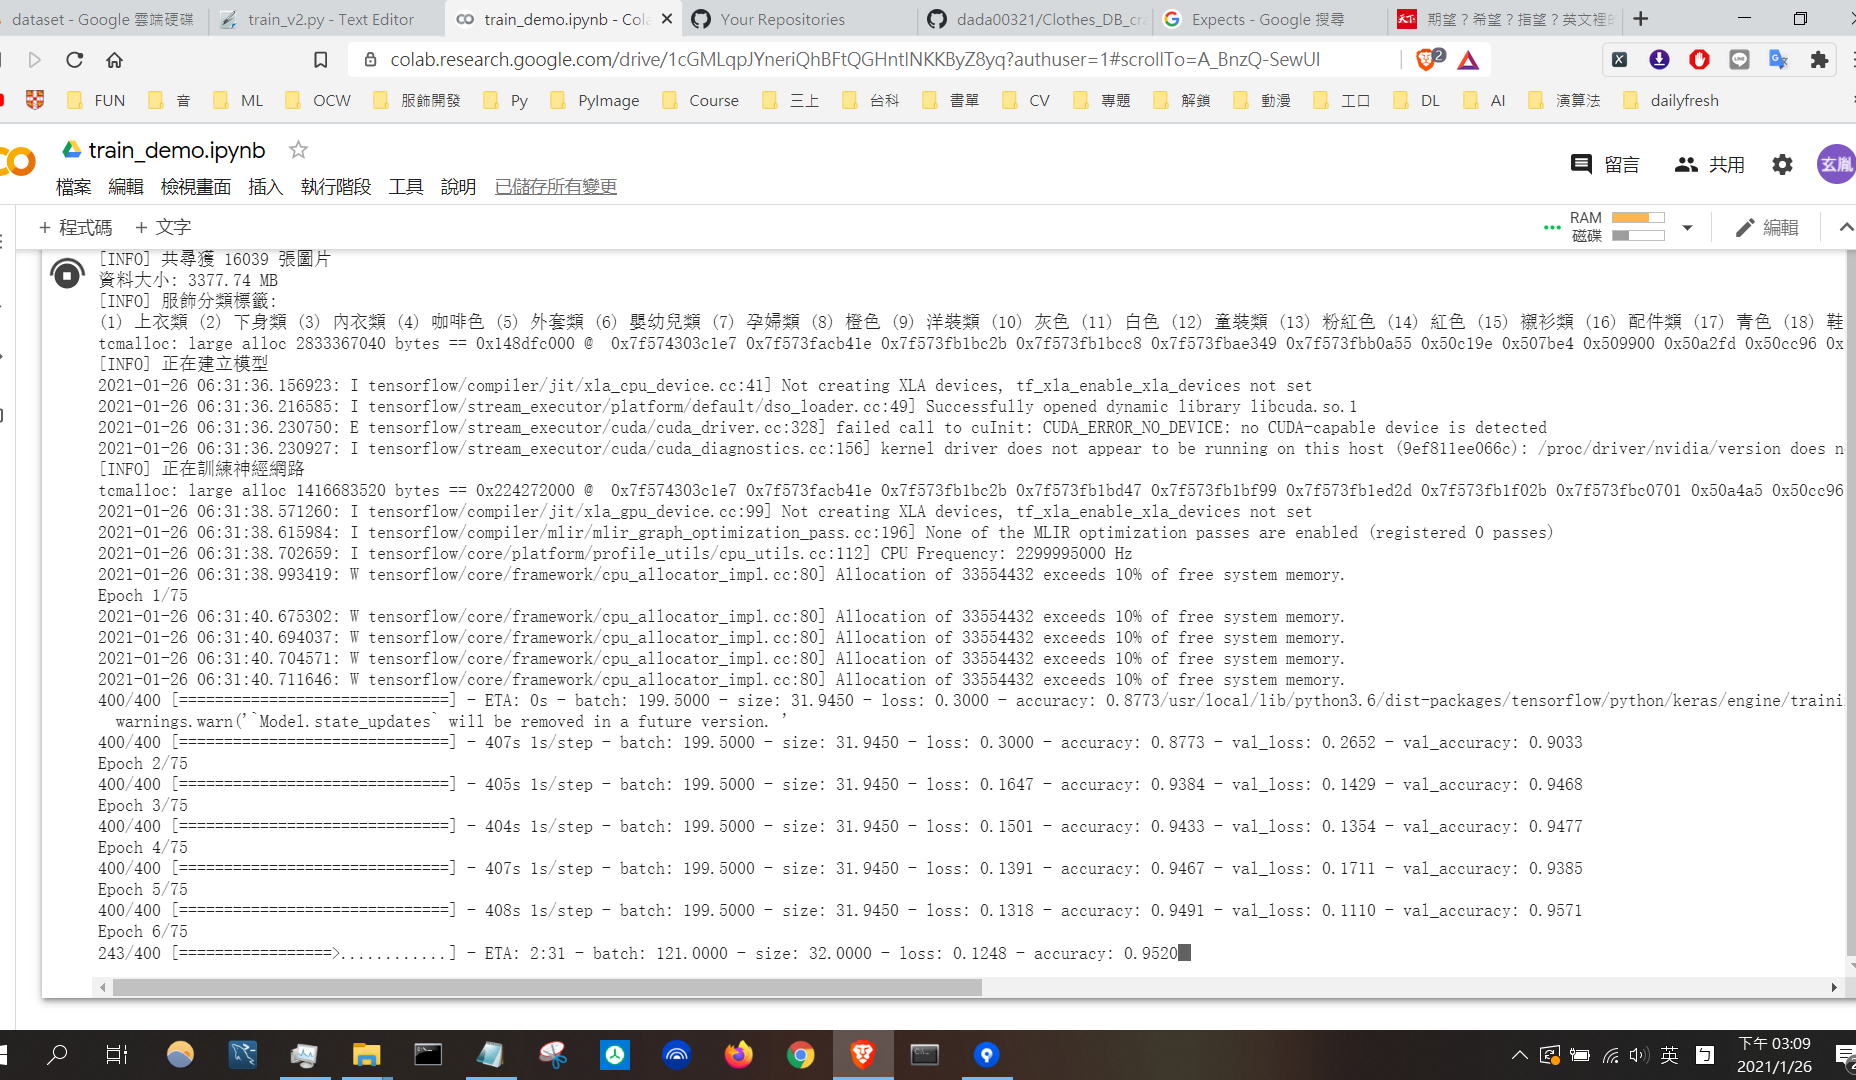 dataset - Google 雲端硬碟
train_v2.py - Text Editor
train_demo.ipynb - Cola
Your Repositories
dada00321/Clothes_DB_cra
Expects - Google 搜尋
天下 期望？希望？指望？英文裡的
colab.research.google.com/drive/1cGMLqpJYneriQhBFtQGHntlNKKByZ8yq?authuser=1#scrollTo=A_BnzQ-SewUI
2
FUN 音 ML OCW 服飾開發 Py PyImage Course 三上 台科 書單 CV 專題 解鎖 動漫 工口 DL AI 演算法 dailyfresh
train_demo.ipynb
留言 共用 玄胤
檔案 編輯 檢視畫面 插入 執行階段 工具 說明 已儲存所有變更
+ 程式碼 + 文字
RAM
磁碟
編輯
[INFO] 共尋獲 16039 張圖片
資料大小: 3377.74 MB
[INFO] 服飾分類標籤:
(1) 上衣類 (2) 下身類 (3) 內衣類 (4) 咖啡色 (5) 外套類 (6) 嬰幼兒類 (7) 孕婦類 (8) 橙色 (9) 洋裝類 (10) 灰色 (11) 白色 (12) 童裝類 (13) 粉紅色 (14) 紅色 (15) 襯衫類 (16) 配件類 (17) 青色 (18) 鞋
tcmalloc: large alloc 2833367040 bytes == 0x148dfc000 @  0x7f574303c1e7 0x7f573facb41e 0x7f573fb1bc2b 0x7f573fb1bcc8 0x7f573fbae349 0x7f573fbb0a55 0x50c19e 0x507be4 0x509900 0x50a2fd 0x50cc96 0x
[INFO] 正在建立模型
2021-01-26 06:31:36.156923: I tensorflow/compiler/jit/xla_cpu_device.cc:41] Not creating XLA devices, tf_xla_enable_xla_devices not set
2021-01-26 06:31:36.216585: I tensorflow/stream_executor/platform/default/dso_loader.cc:49] Successfully opened dynamic library libcuda.so.1
2021-01-26 06:31:36.230750: E tensorflow/stream_executor/cuda/cuda_driver.cc:328] failed call to cuInit: CUDA_ERROR_NO_DEVICE: no CUDA-capable device is detected
2021-01-26 06:31:36.230927: I tensorflow/stream_executor/cuda/cuda_diagnostics.cc:156] kernel driver does not appear to be running on this host (9ef811ee066c): /proc/driver/nvidia/version does n
[INFO] 正在訓練神經網路
tcmalloc: large alloc 1416683520 bytes == 0x224272000 @  0x7f574303c1e7 0x7f573facb41e 0x7f573fb1bc2b 0x7f573fb1bd47 0x7f573fb1bf99 0x7f573fb1ed2d 0x7f573fb1f02b 0x7f573fbc0701 0x50a4a5 0x50cc96
2021-01-26 06:31:38.571260: I tensorflow/compiler/jit/xla_gpu_device.cc:99] Not creating XLA devices, tf_xla_enable_xla_devices not set
2021-01-26 06:31:38.615984: I tensorflow/compiler/mlir/mlir_graph_optimization_pass.cc:196] None of the MLIR optimization passes are enabled (registered 0 passes)
2021-01-26 06:31:38.702659: I tensorflow/core/platform/profile_utils/cpu_utils.cc:112] CPU Frequency: 2299995000 Hz
2021-01-26 06:31:38.993419: W tensorflow/core/framework/cpu_allocator_impl.cc:80] Allocation of 33554432 exceeds 10% of free system memory.
Epoch 1/75
2021-01-26 06:31:40.675302: W tensorflow/core/framework/cpu_allocator_impl.cc:80] Allocation of 33554432 exceeds 10% of free system memory.
2021-01-26 06:31:40.694037: W tensorflow/core/framework/cpu_allocator_impl.cc:80] Allocation of 33554432 exceeds 10% of free system memory.
2021-01-26 06:31:40.704571: W tensorflow/core/framework/cpu_allocator_impl.cc:80] Allocation of 33554432 exceeds 10% of free system memory.
2021-01-26 06:31:40.711646: W tensorflow/core/framework/cpu_allocator_impl.cc:80] Allocation of 33554432 exceeds 10% of free system memory.
400/400 [==============================] - ETA: 0s - batch: 199.5000 - size: 31.9450 - loss: 0.3000 - accuracy: 0.8773/usr/local/lib/python3.6/dist-packages/tensorflow/python/keras/engine/traini
warnings.warn('`Model.state_updates` will be removed in a future version. '
400/400 [==============================] - 407s 1s/step - batch: 199.5000 - size: 31.9450 - loss: 0.3000 - accuracy: 0.8773 - val_loss: 0.2652 - val_accuracy: 0.9033
Epoch 2/75
400/400 [==============================] - 405s 1s/step - batch: 199.5000 - size: 31.9450 - loss: 0.1647 - accuracy: 0.9384 - val_loss: 0.1429 - val_accuracy: 0.9468
Epoch 3/75
400/400 [==============================] - 404s 1s/step - batch: 199.5000 - size: 31.9450 - loss: 0.1501 - accuracy: 0.9433 - val_loss: 0.1354 - val_accuracy: 0.9477
Epoch 4/75
400/400 [==============================] - 407s 1s/step - batch: 199.5000 - size: 31.9450 - loss: 0.1391 - accuracy: 0.9467 - val_loss: 0.1711 - val_accuracy: 0.9385
Epoch 5/75
400/400 [==============================] - 408s 1s/step - batch: 199.5000 - size: 31.9450 - loss: 0.1318 - accuracy: 0.9491 - val_loss: 0.1110 - val_accuracy: 0.9571
Epoch 6/75
243/400 [=================>............] - ETA: 2:31 - batch: 121.0000 - size: 32.0000 - loss: 0.1248 - accuracy: 0.9520
英
下午 03:09
2021/1/26